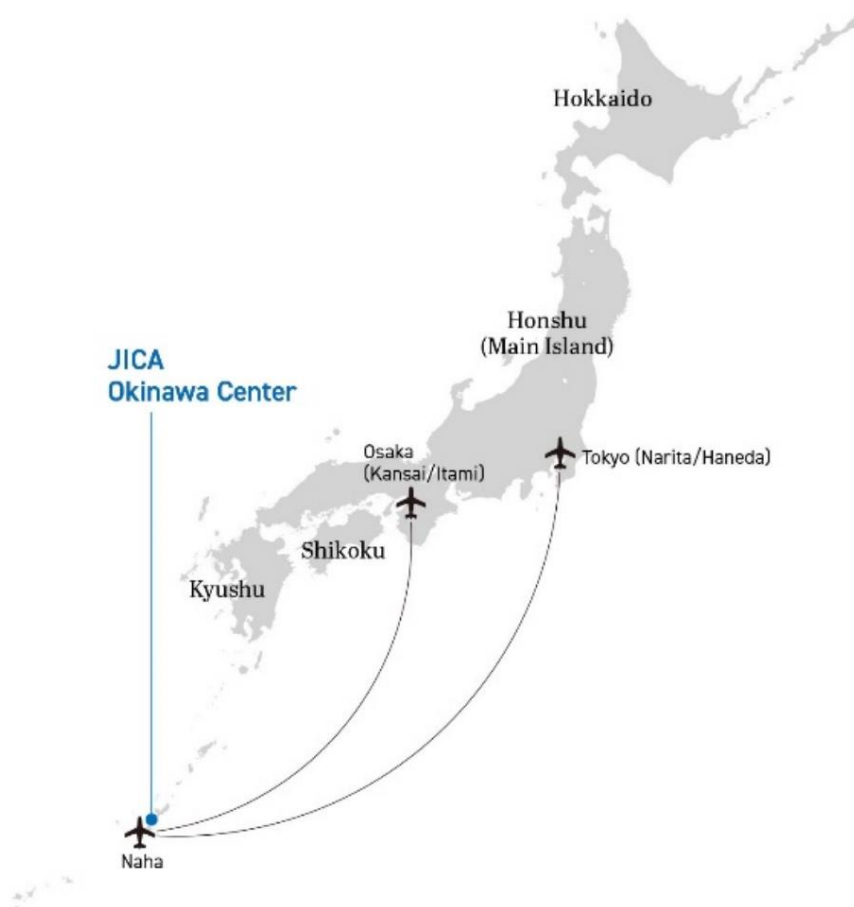 Hokkaido
Honshu
(Main Island)
JICA
Okinawa Center
Osaka
(Kansai/Itami)
Tokyo (Narita/Haneda)
Shikoku
Kyushu
Naha